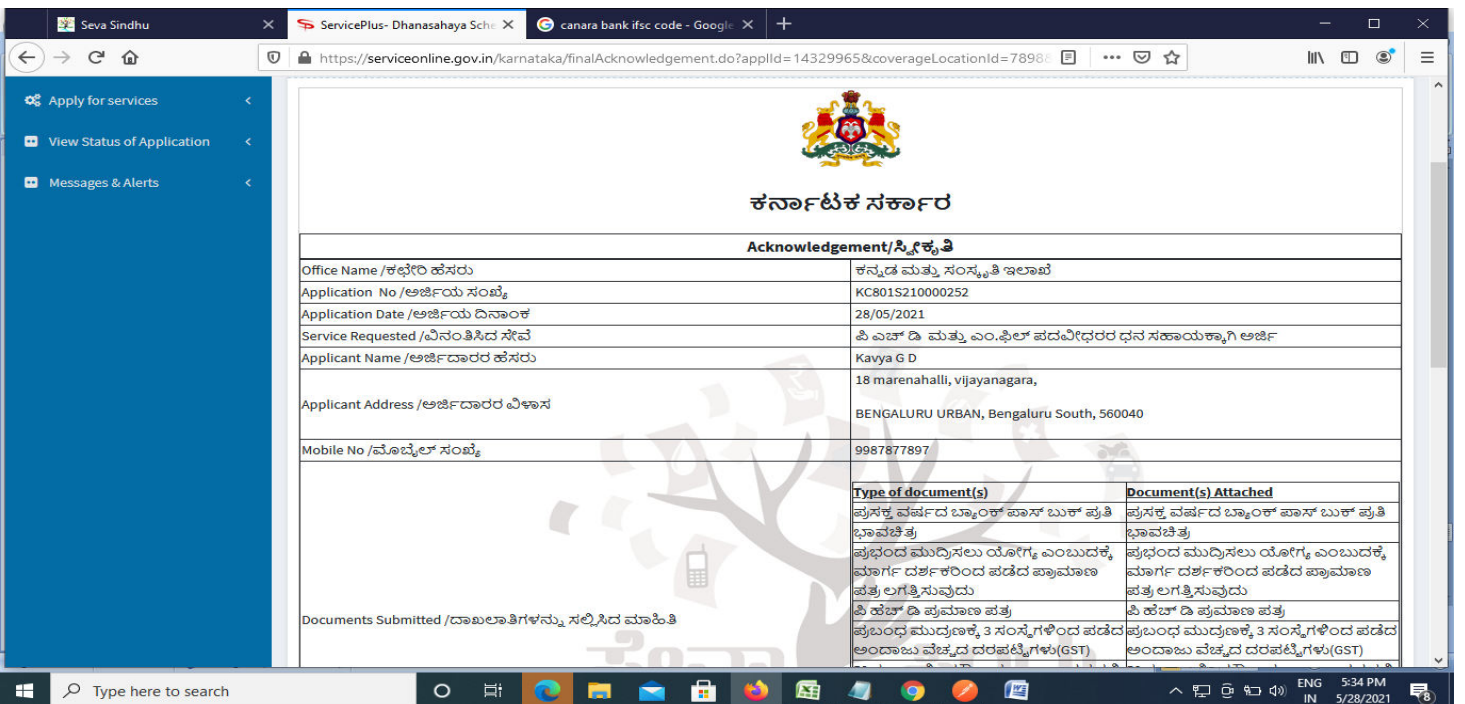 Seva Sindhu
ServicePlus- Dhanasahaya Sche
canara bank ifsc code - Google
https://serviceonline.gov.in/karnataka/finalAcknowledgement.do?applId=14329965&coverageLocationId=78988
Apply for services
View Status of Application
Messages & Alerts
ಕರ್ನಾಟಕ ಸರ್ಕಾರ
Acknowledgement/ಸ್ವೀಕೃತಿ
Office Name /ಕಛೇರಿ ಹೆಸರು ಕನ್ನಡ ಮತ್ತು ಸಂಸ್ಕೃತಿ ಇಲಾಖೆ
Application No /ಅರ್ಜಿಯ ಸಂಖ್ಯೆ KC801S210000252
Application Date /ಅರ್ಜಿಯ ದಿನಾಂಕ 28/05/2021
Service Requested /ವಿನಂತಿಸಿದ ಸೇವೆ ಪಿ ಎಚ್ ಡಿ ಮತ್ತು ಎಂ.ಫಿಲ್ ಪದವೀಧರರ ಧನ ಸಹಾಯಕ್ಕಾಗಿ ಅರ್ಜಿ
Applicant Name /ಅರ್ಜಿದಾರರ ಹೆಸರು Kavya G D
Applicant Address /ಅರ್ಜಿದಾರರ ವಿಳಾಸ 18 marenahalli, vijayanagara,
BENGALURU URBAN, Bengaluru South, 560040
Mobile No /ಮೊಬೈಲ್ ಸಂಖ್ಯೆ 9987877897
Documents Submitted /ದಾಖಲಾತಿಗಳನ್ನು ಸಲ್ಲಿಸಿದ ಮಾಹಿತಿ
Type of document(s) Document(s) Attached
ಪ್ರಸಕ್ತ ವರ್ಷದ ಬ್ಯಾಂಕ್ ಪಾಸ್ ಬುಕ್ ಪ್ರತಿ ಪ್ರಸಕ್ತ ವರ್ಷದ ಬ್ಯಾಂಕ್ ಪಾಸ್ ಬುಕ್ ಪ್ರತಿ
ಭಾವಚಿತ್ರ ಭಾವಚಿತ್ರ
ಪ್ರಭಂದ ಮುದ್ರಿಸಲು ಯೋಗ್ಯ ಎಂಬುದಕ್ಕೆ ಪ್ರಭಂದ ಮುದ್ರಿಸಲು ಯೋಗ್ಯ ಎಂಬುದಕ್ಕೆ
ಮಾರ್ಗ ದರ್ಶಕರಿಂದ ಪಡೆದ ಪ್ರಾಮಾಣ ಮಾರ್ಗ ದರ್ಶಕರಿಂದ ಪಡೆದ ಪ್ರಾಮಾಣ
ಪತ್ರ ಲಗತ್ತಿಸುವುದು ಪತ್ರ ಲಗತ್ತಿಸುವುದು
ಪಿ ಹೆಚ್ ಡಿ ಪ್ರಮಾಣ ಪತ್ರ ಪಿ ಹೆಚ್ ಡಿ ಪ್ರಮಾಣ ಪತ್ರ
ಪ್ರಬಂಧ ಮುದ್ರಣಕ್ಕೆ 3 ಸಂಸ್ಥೆಗಳಿಂದ ಪಡೆದ ಪ್ರಬಂಧ ಮುದ್ರಣಕ್ಕೆ 3 ಸಂಸ್ಥೆಗಳಿಂದ ಪಡೆದ
ಅಂದಾಜು ವೆಚ್ಚದ ದರಪಟ್ಟಿಗಳು(GST) ಅಂದಾಜು ವೆಚ್ಚದ ದರಪಟ್ಟಿಗಳು(GST)
Type here to search
ENG
IN
5:34 PM
5/28/2021
8